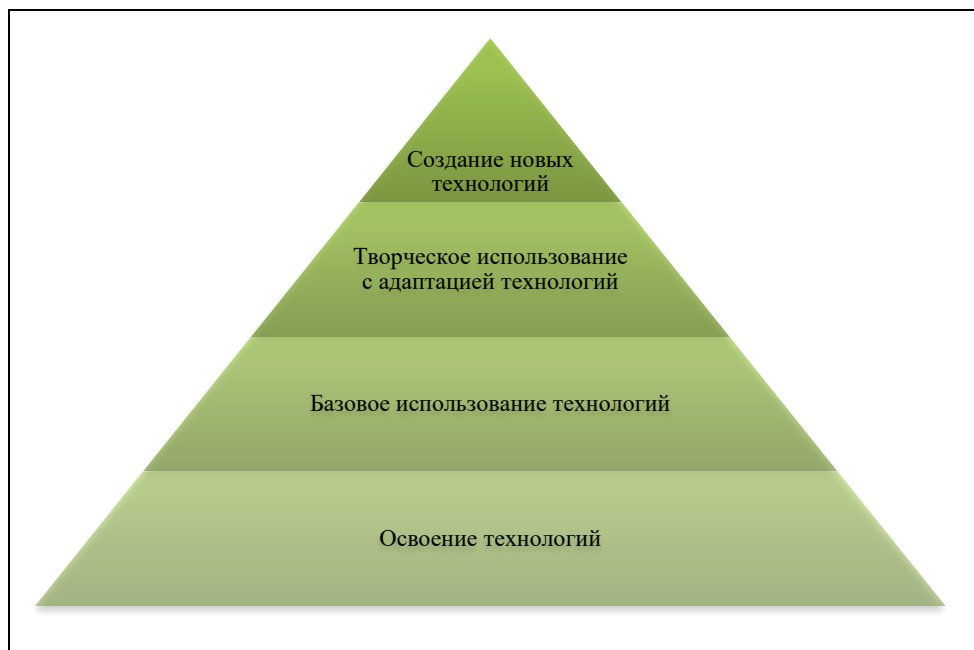 Создание новых
технологий
Творческое использование
с адаптацией технологий
Базовое использование технологий
Освоение технологий